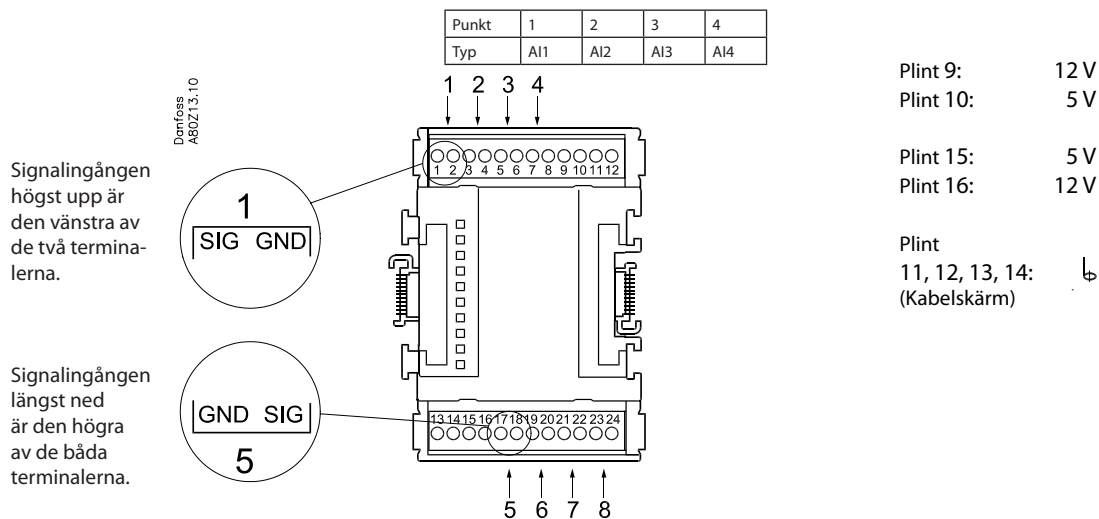 Punkt 1 2 3 4
Typ AI1 AI2 AI3 AI4
1 2 3 4
Danfoss
A80Z13.10
1 2 3 4 5 6 7 8 9 10 11 12
Signalingången
högst upp är
den vänstra av
de två termina-
lerna.
1
SIG GND
Signalingången
längst ned
är den högra
av de båda
terminalerna.
GND SIG
5
13 14 15 16 17 18 19 20 21 22 23 24
5 6 7 8
Plint 9: 12 V
Plint 10: 5 V
Plint 15: 5 V
Plint 16: 12 V
Plint
11, 12, 13, 14:
(Kabelskärm)